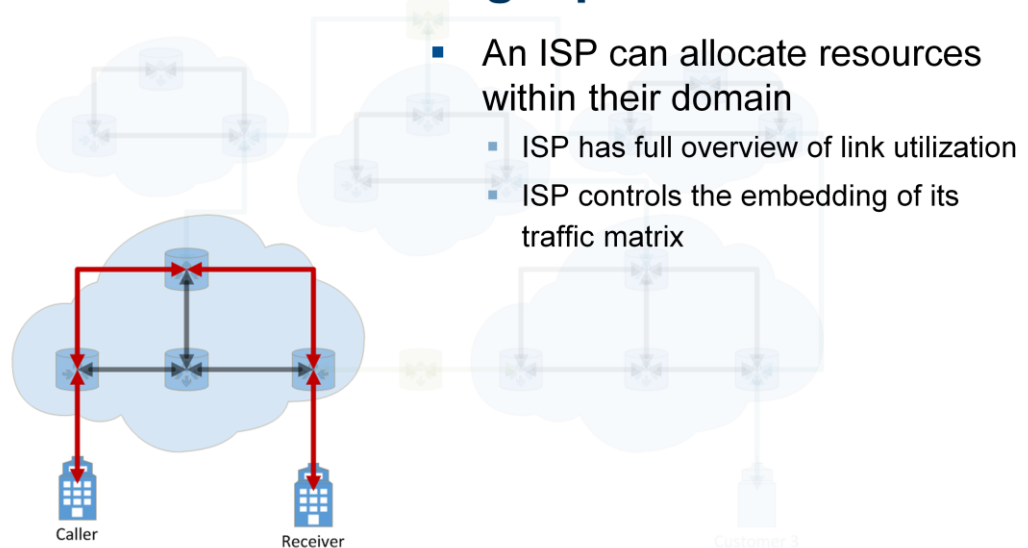 An ISP can allocate resources
within their domain
ISP has full overview of link utilization
ISP controls the embedding of its
traffic matrix
Caller
Receiver
Customer 3